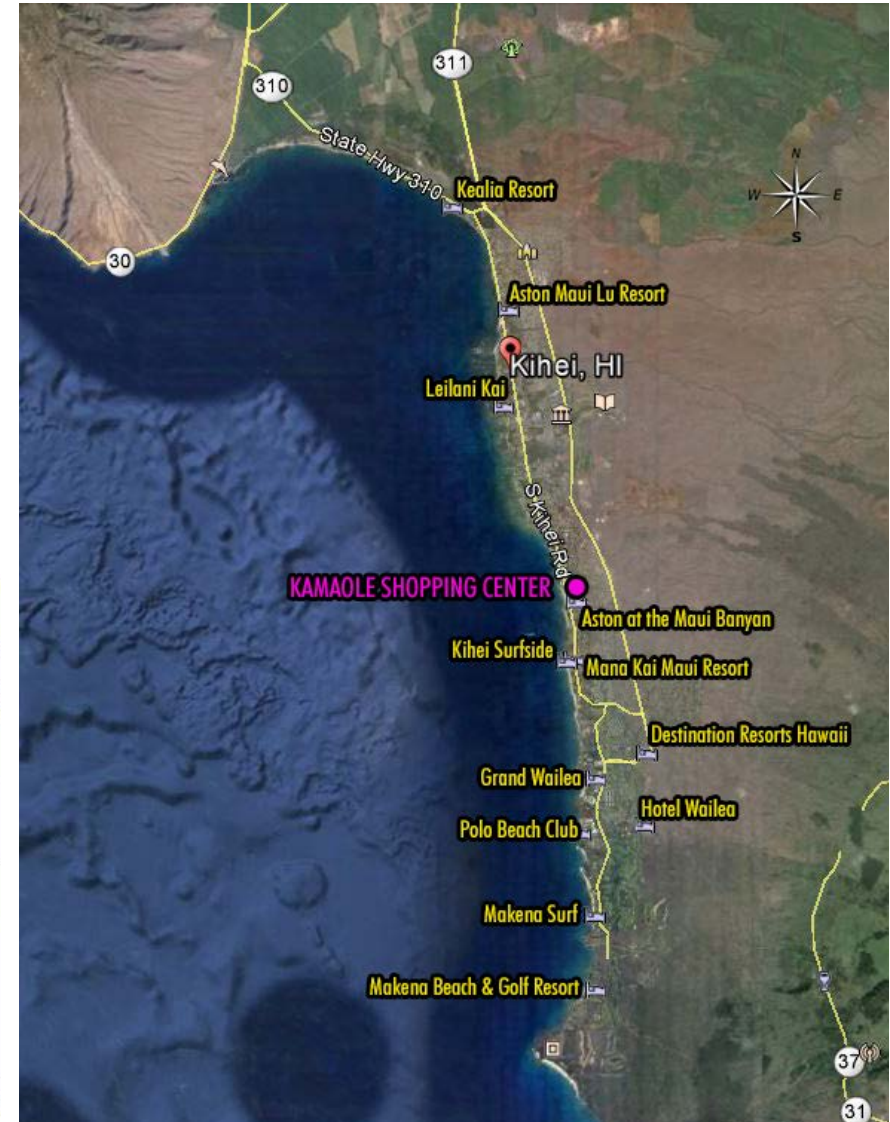 311
310
State Hwy 310
N
W
E
S
Kealia Resort
30
Aston Maui Lu Resort
Kihei, HI
Leilani Kai
S Kihei Rd
KAMAOLE SHOPPING CENTER
Aston at the Maui Banyan
Kihei Surfside
Mana Kai Maui Resort
Destination Resorts Hawaii
Grand Wailea
Hotel Wailea
Polo Beach Club
Makena Surf
Makena Beach & Golf Resort
37
31